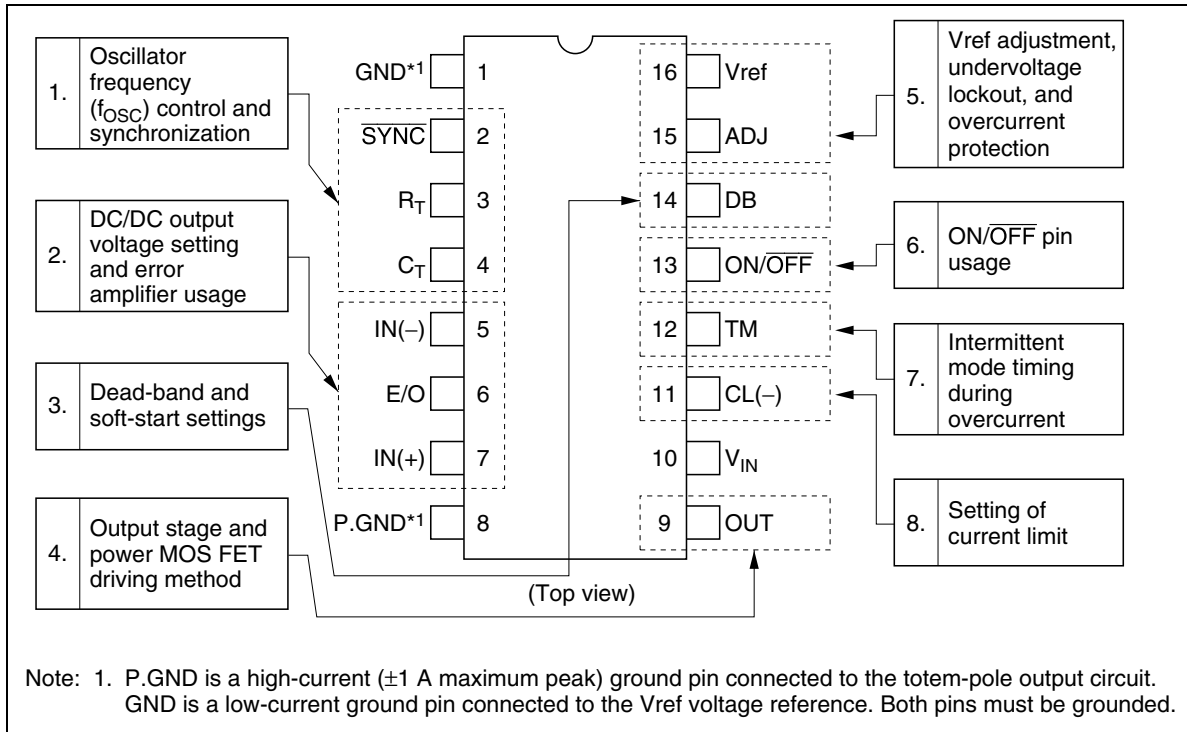 1.
Oscillator
frequency
(fOSC) control and
synchronization
2.
DC/DC output
voltage setting
and error
amplifier usage
3.
Dead-band and
soft-start settings
4.
Output stage and
power MOS FET
driving method
GND*1 1
SYNC 2
RT 3
CT 4
IN(−) 5
E/O 6
IN(+) 7
P.GND*1 8
16 Vref
15 ADJ
14 DB
13 ON/OFF
12 TM
11 CL(−)
10 VIN
9 OUT
(Top view)
5.
Vref adjustment,
undervoltage
lockout, and
overcurrent
protection
6.
ON/OFF pin
usage
7.
Intermittent
mode timing
during
overcurrent
8.
Setting of
current limit
Note: 1. P.GND is a high-current (±1 A maximum peak) ground pin connected to the totem-pole output circuit.
GND is a low-current ground pin connected to the Vref voltage reference. Both pins must be grounded.